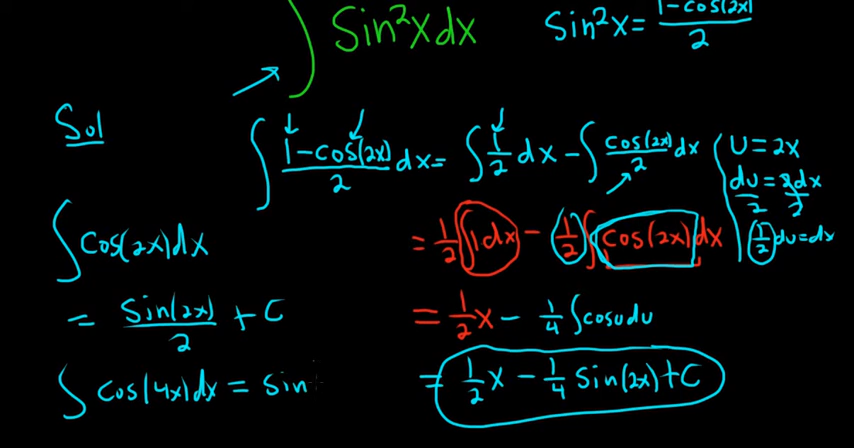 ∫ Sin²x dx    Sin²x = 1-cos(2x)/2
Sol
∫ 1-cos(2x)/2 dx = ∫ 1/2 dx - ∫ cos(2x)/2 dx
U = 2x
du/2 = 2dx/2
1/2 du = dx
∫ cos(2x)dx
= 1/2 ∫ 1dx - 1/2 ∫ cos(2x) dx
= Sin(2x)/2 + C
= 1/2 x - 1/4 ∫ cosu du
∫ cos(4x)dx = sin
= 1/2 x - 1/4 Sin(2x) + C